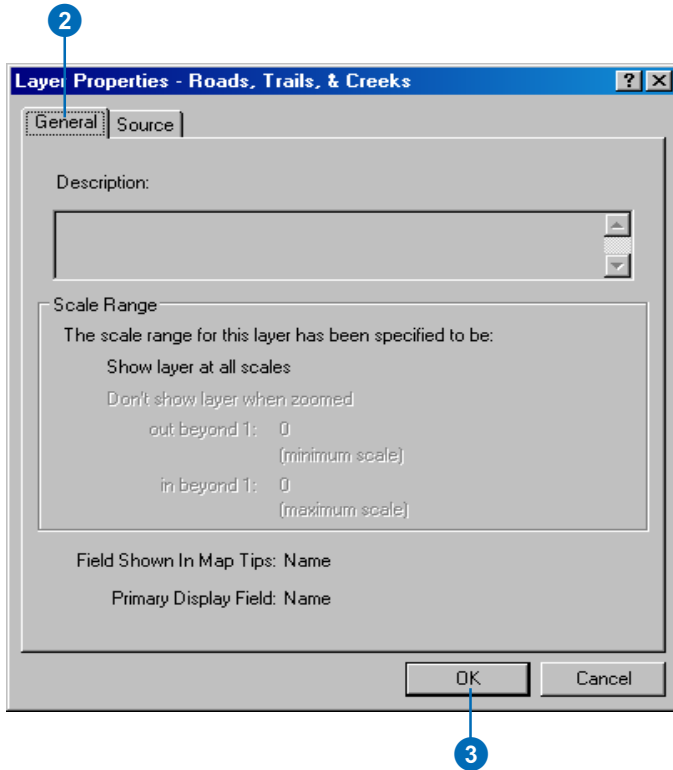 2
Layer Properties - Roads, Trails, & Creeks
General Source
Description:
Scale Range
The scale range for this layer has been specified to be:
Show layer at all scales
Don't show layer when zoomed
out beyond 1: 0
(minimum scale)
in beyond 1: 0
(maximum scale)
Field Shown In Map Tips: Name
Primary Display Field: Name
OK Cancel
3